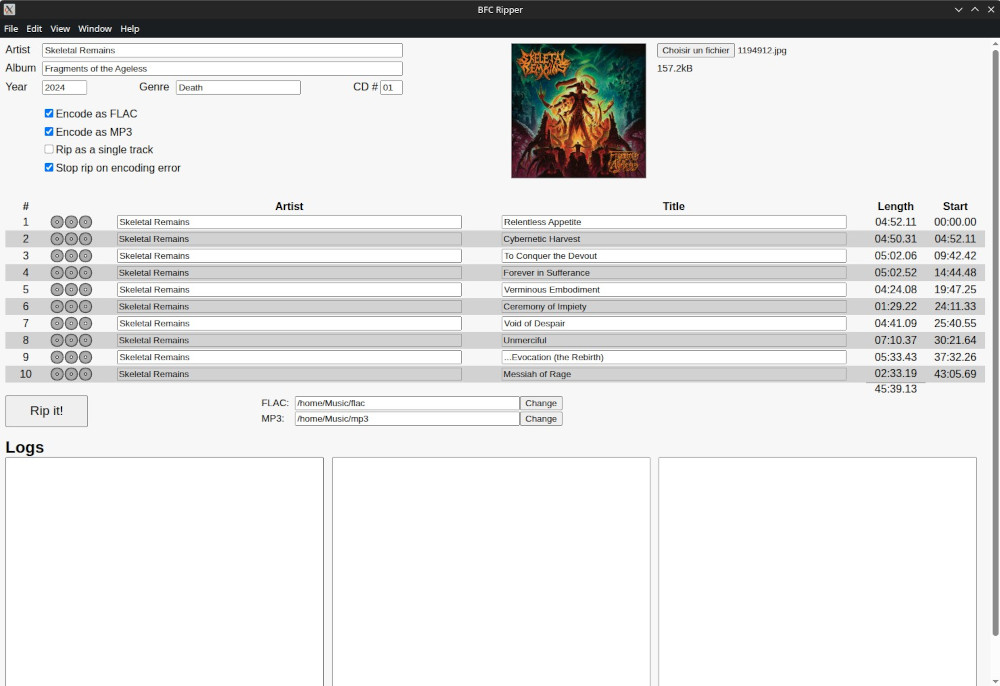 BFC Ripper
File Edit View Window Help
Artist Skeletal Remains
Album Fragments of the Ageless
Year 2024 Genre Death CD # 01
SKELETAL REMAINS
Choisir un fichier 1194912.jpg
157.2kB
Encode as FLAC
Encode as MP3
Rip as a single track
Stop rip on encoding error
# Artist Title Length Start
1 Skeletal Remains Relentless Appetite 04:52.11 00:00.00
2 Skeletal Remains Cybernetic Harvest 04:50.31 04:52.11
3 Skeletal Remains To Conquer the Devout 05:02.06 09:42.42
4 Skeletal Remains Forever in Sufferance 05:02.52 14:44.48
5 Skeletal Remains Verminous Embodiment 04:24.08 19:47.25
6 Skeletal Remains Ceremony of Impiety 01:29.22 24:11.33
7 Skeletal Remains Void of Despair 04:41.09 25:40.55
8 Skeletal Remains Unmerciful 07:10.37 30:21.64
9 Skeletal Remains ...Evocation (the Rebirth) 05:33.43 37:32.26
10 Skeletal Remains Messiah of Rage 02:33.19 43:05.69
45:39.13
Rip it!
FLAC: /home/Music/flac Change
MP3: /home/Music/mp3 Change
Logs